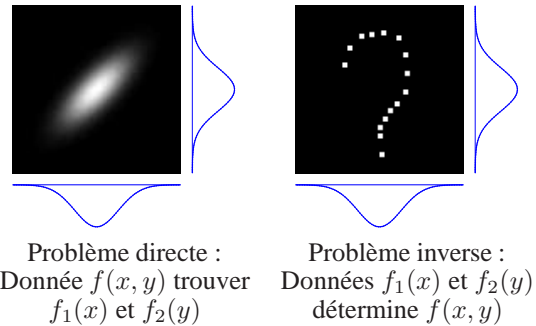 Problème directe :
Donnée f(x, y) trouver
f₁(x) et f₂(y)
Problème inverse :
Données f₁(x) et f₂(y)
détermine f(x, y)